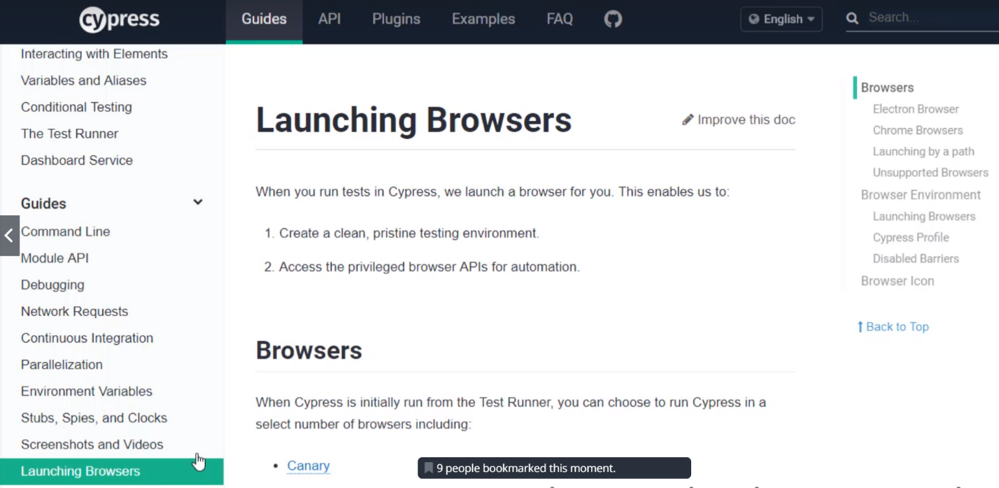 cypress
Guides
API
Plugins
Examples
FAQ
English
Search...
Interacting with Elements
Variables and Aliases
Conditional Testing
The Test Runner
Dashboard Service
Guides
Command Line
Module API
Debugging
Network Requests
Continuous Integration
Parallelization
Environment Variables
Stubs, Spies, and Clocks
Screenshots and Videos
Launching Browsers
Launching Browsers
Improve this doc
When you run tests in Cypress, we launch a browser for you. This enables us to:
1. Create a clean, pristine testing environment.
2. Access the privileged browser APIs for automation.
Browsers
When Cypress is initially run from the Test Runner, you can choose to run Cypress in a
select number of browsers including:
• Canary
9 people bookmarked this moment.
Browsers
Electron Browser
Chrome Browsers
Launching by a path
Unsupported Browsers
Browser Environment
Launching Browsers
Cypress Profile
Disabled Barriers
Browser Icon
Back to Top